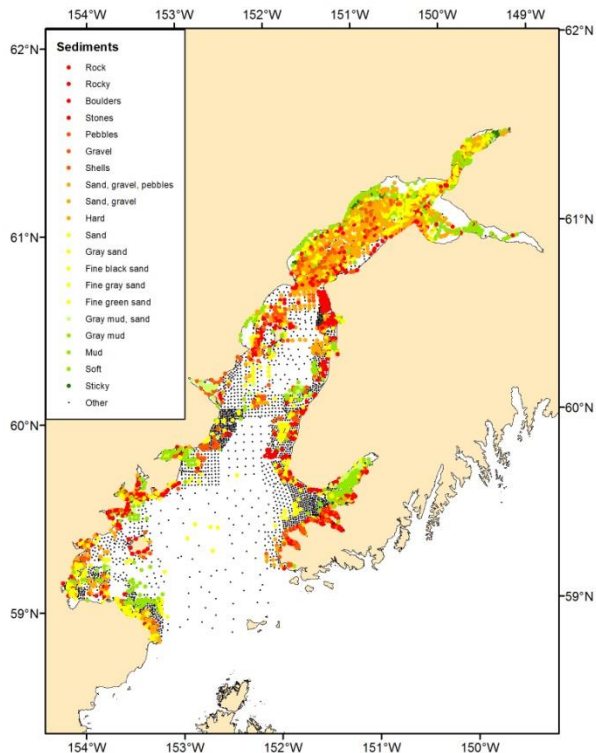 154°W 153°W 152°W 151°W 150°W 149°W
62°N 62°N
Sediments
Rock
Rocky
Boulders
Stones
Pebbles
Gravel
Shells
Sand, gravel, pebbles
Sand, gravel
Hard
Sand
Gray sand
Fine black sand
Fine gray sand
Fine green sand
Gray mud, sand
Gray mud
Mud
Soft
Sticky
Other
61°N 61°N
60°N 60°N
59°N 59°N
154°W 153°W 152°W 151°W 150°W